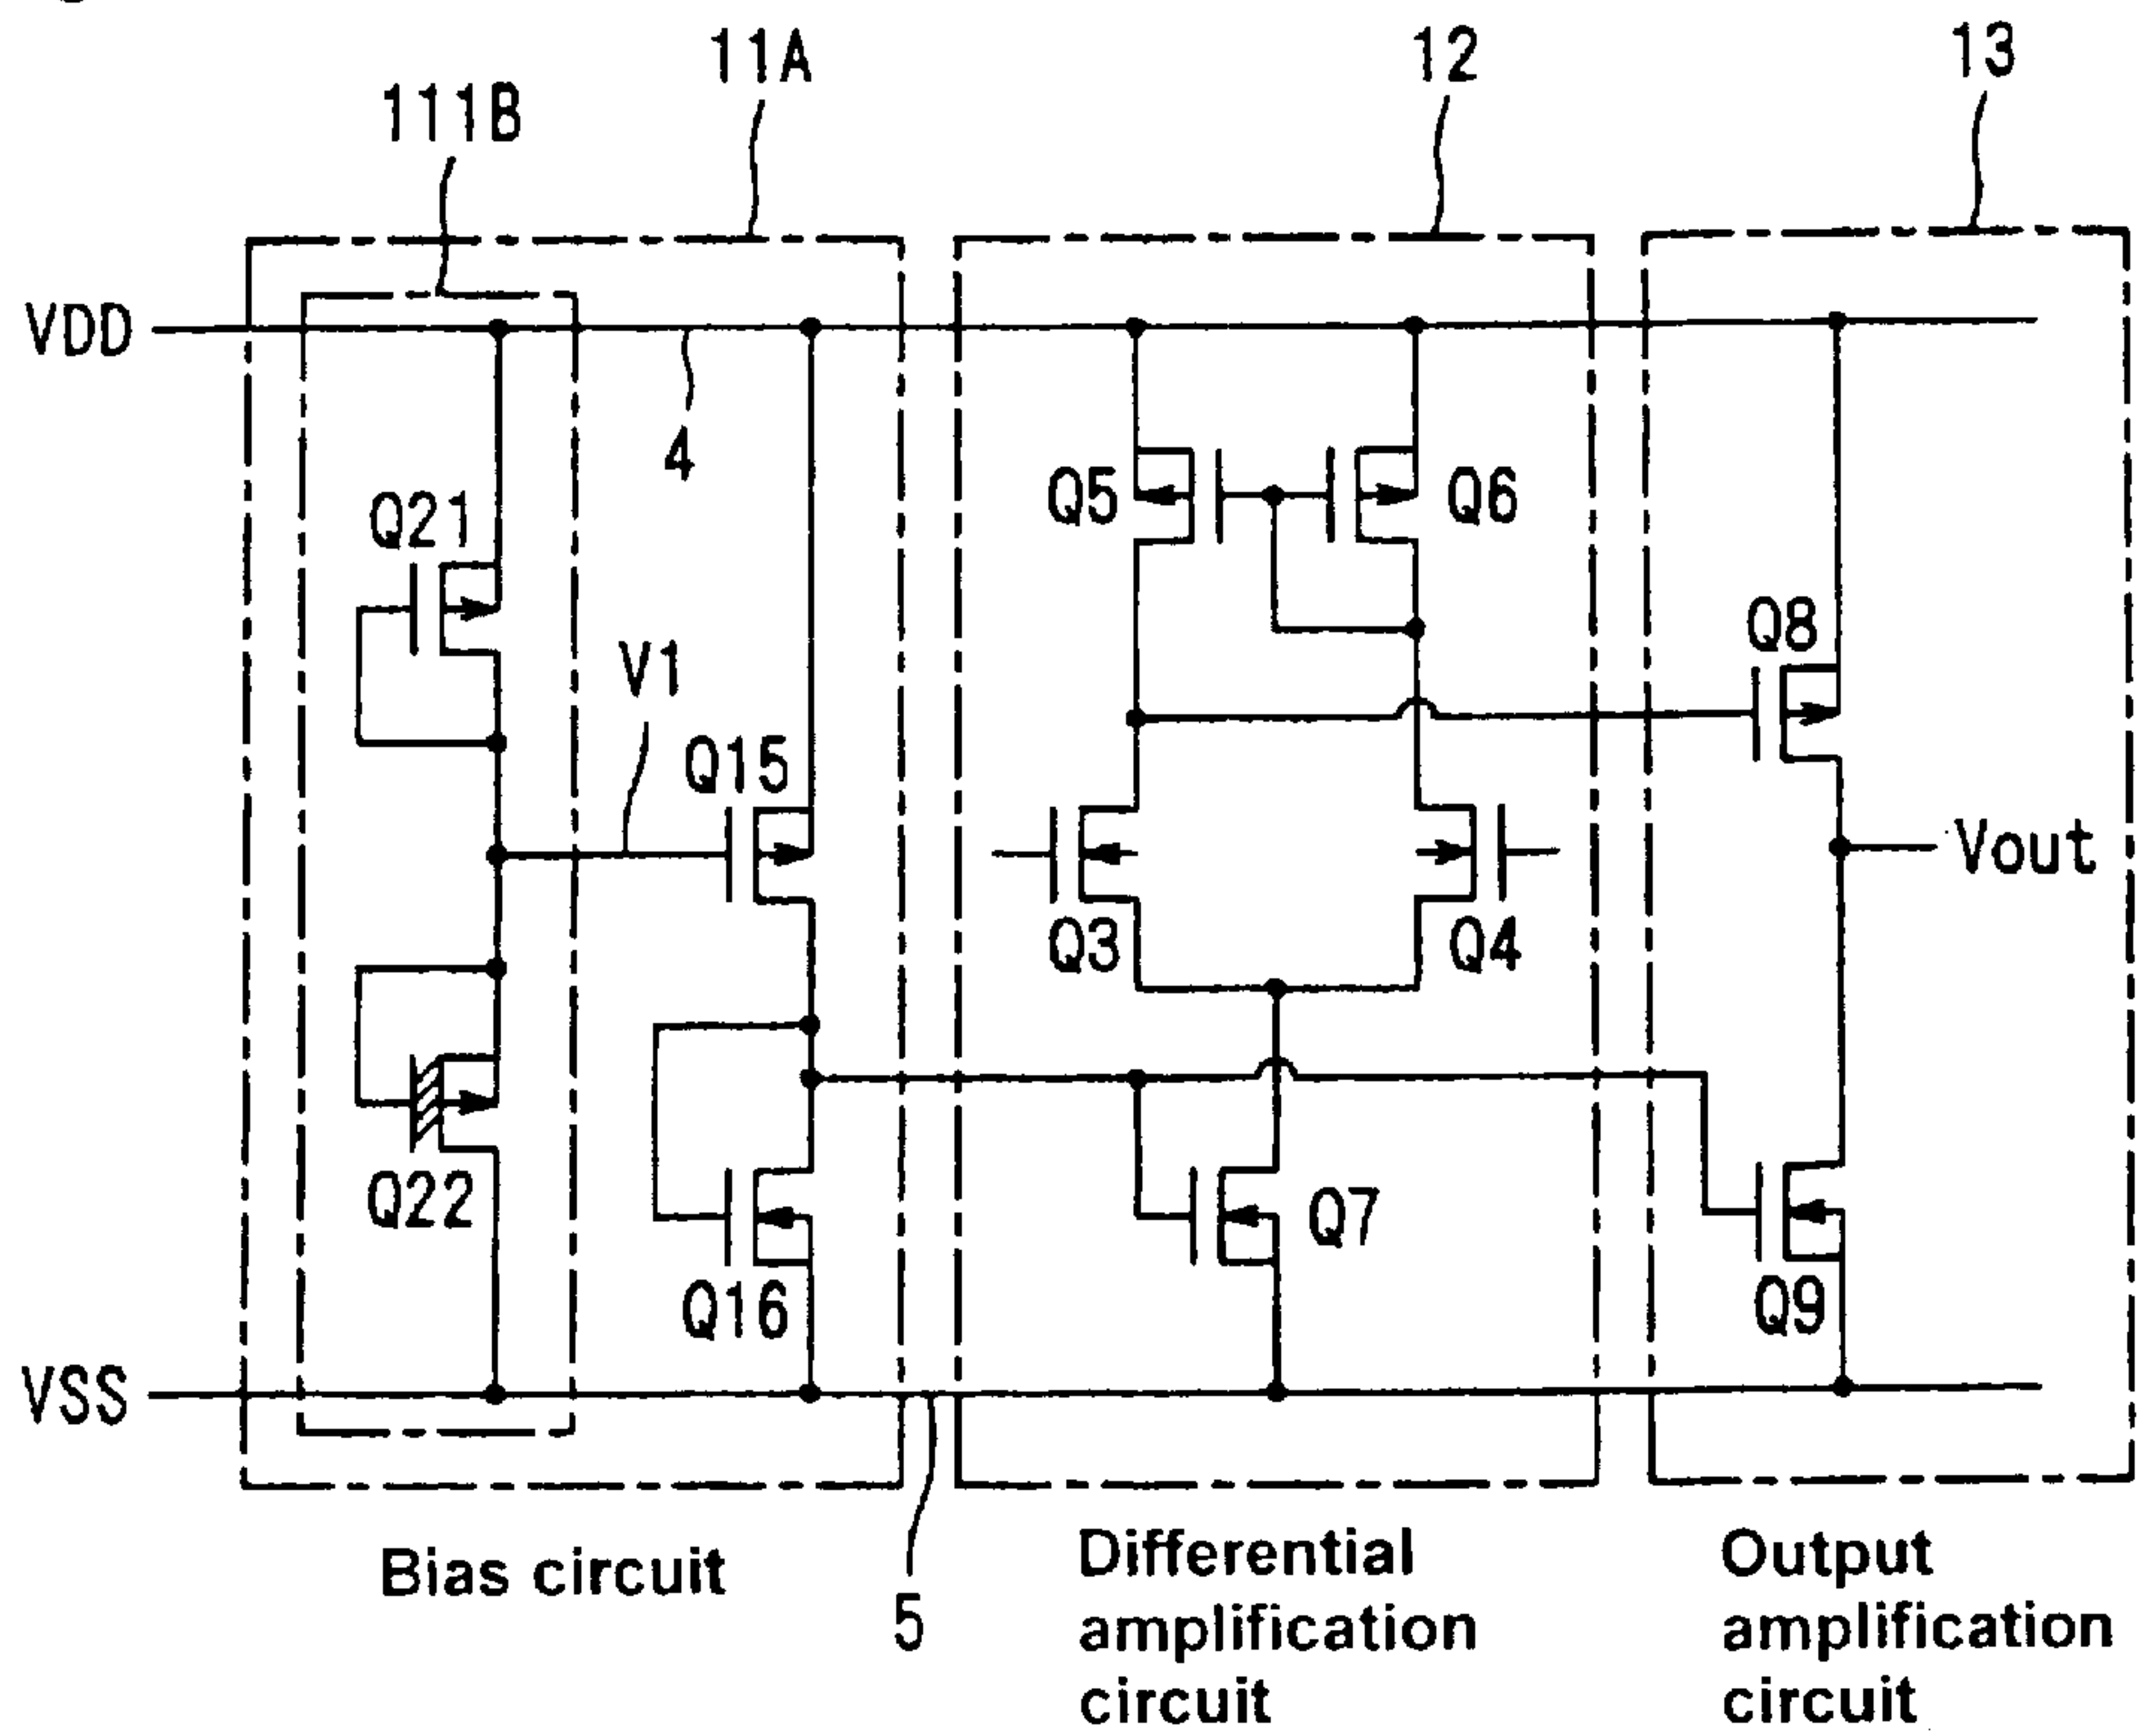 11A
12
13
111B
VDD
4
Q21
Q5
Q6
V1
Q8
Q15
Vout
Q3
Q4
Q22
Q7
Q16
Q9
VSS
5
Bias circuit
Differential
amplification
circuit
Output
amplification
circuit